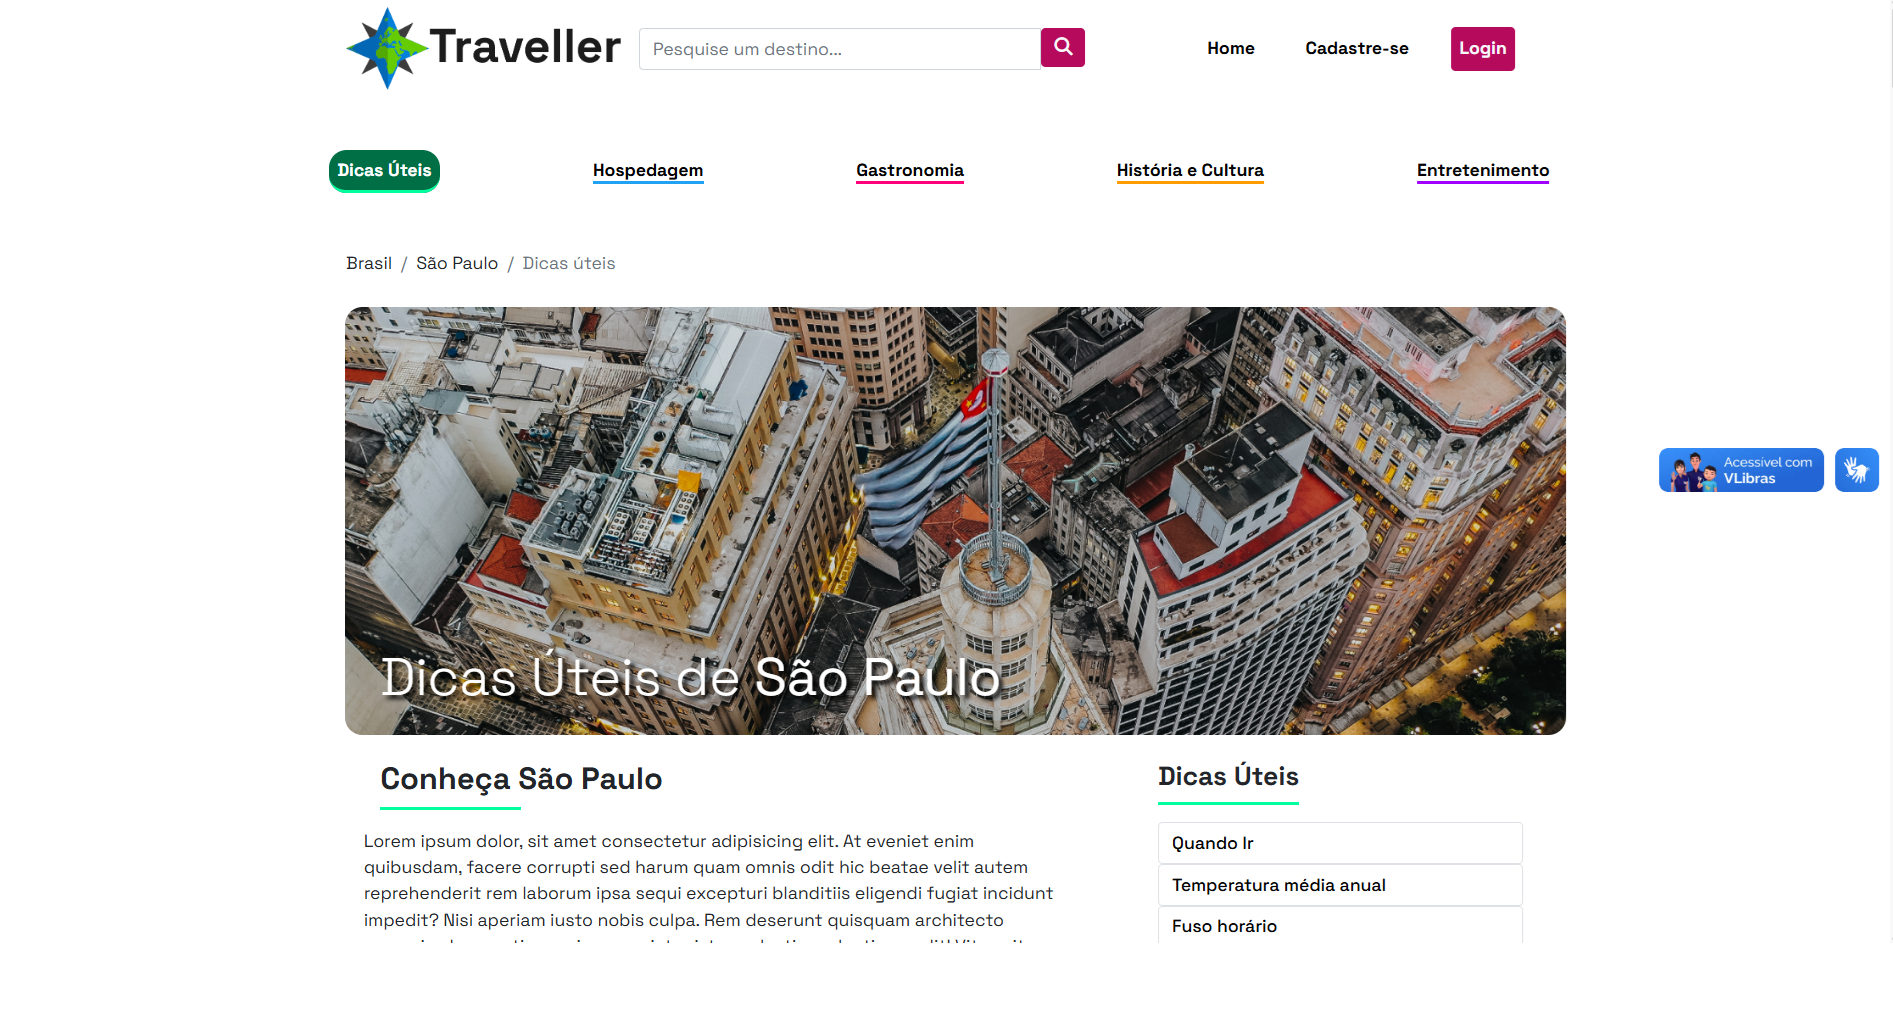 Traveller
Pesquise um destino...
Home
Cadastre-se
Login
Dicas Úteis
Hospedagem
Gastronomia
História e Cultura
Entretenimento
Brasil / São Paulo / Dicas úteis
Acessível com
VLibras
Dicas Úteis de São Paulo
Conheça São Paulo
Lorem ipsum dolor, sit amet consectetur adipisicing elit. At eveniet enim
quibusdam, facere corrupti sed harum quam omnis odit hic beatae velit autem
reprehenderit rem laborum ipsa sequi excepturi blanditiis eligendi fugiat incidunt
impedit? Nisi aperiam iusto nobis culpa. Rem deserunt quisquam architecto
Dicas Úteis
Quando Ir
Temperatura média anual
Fuso horário